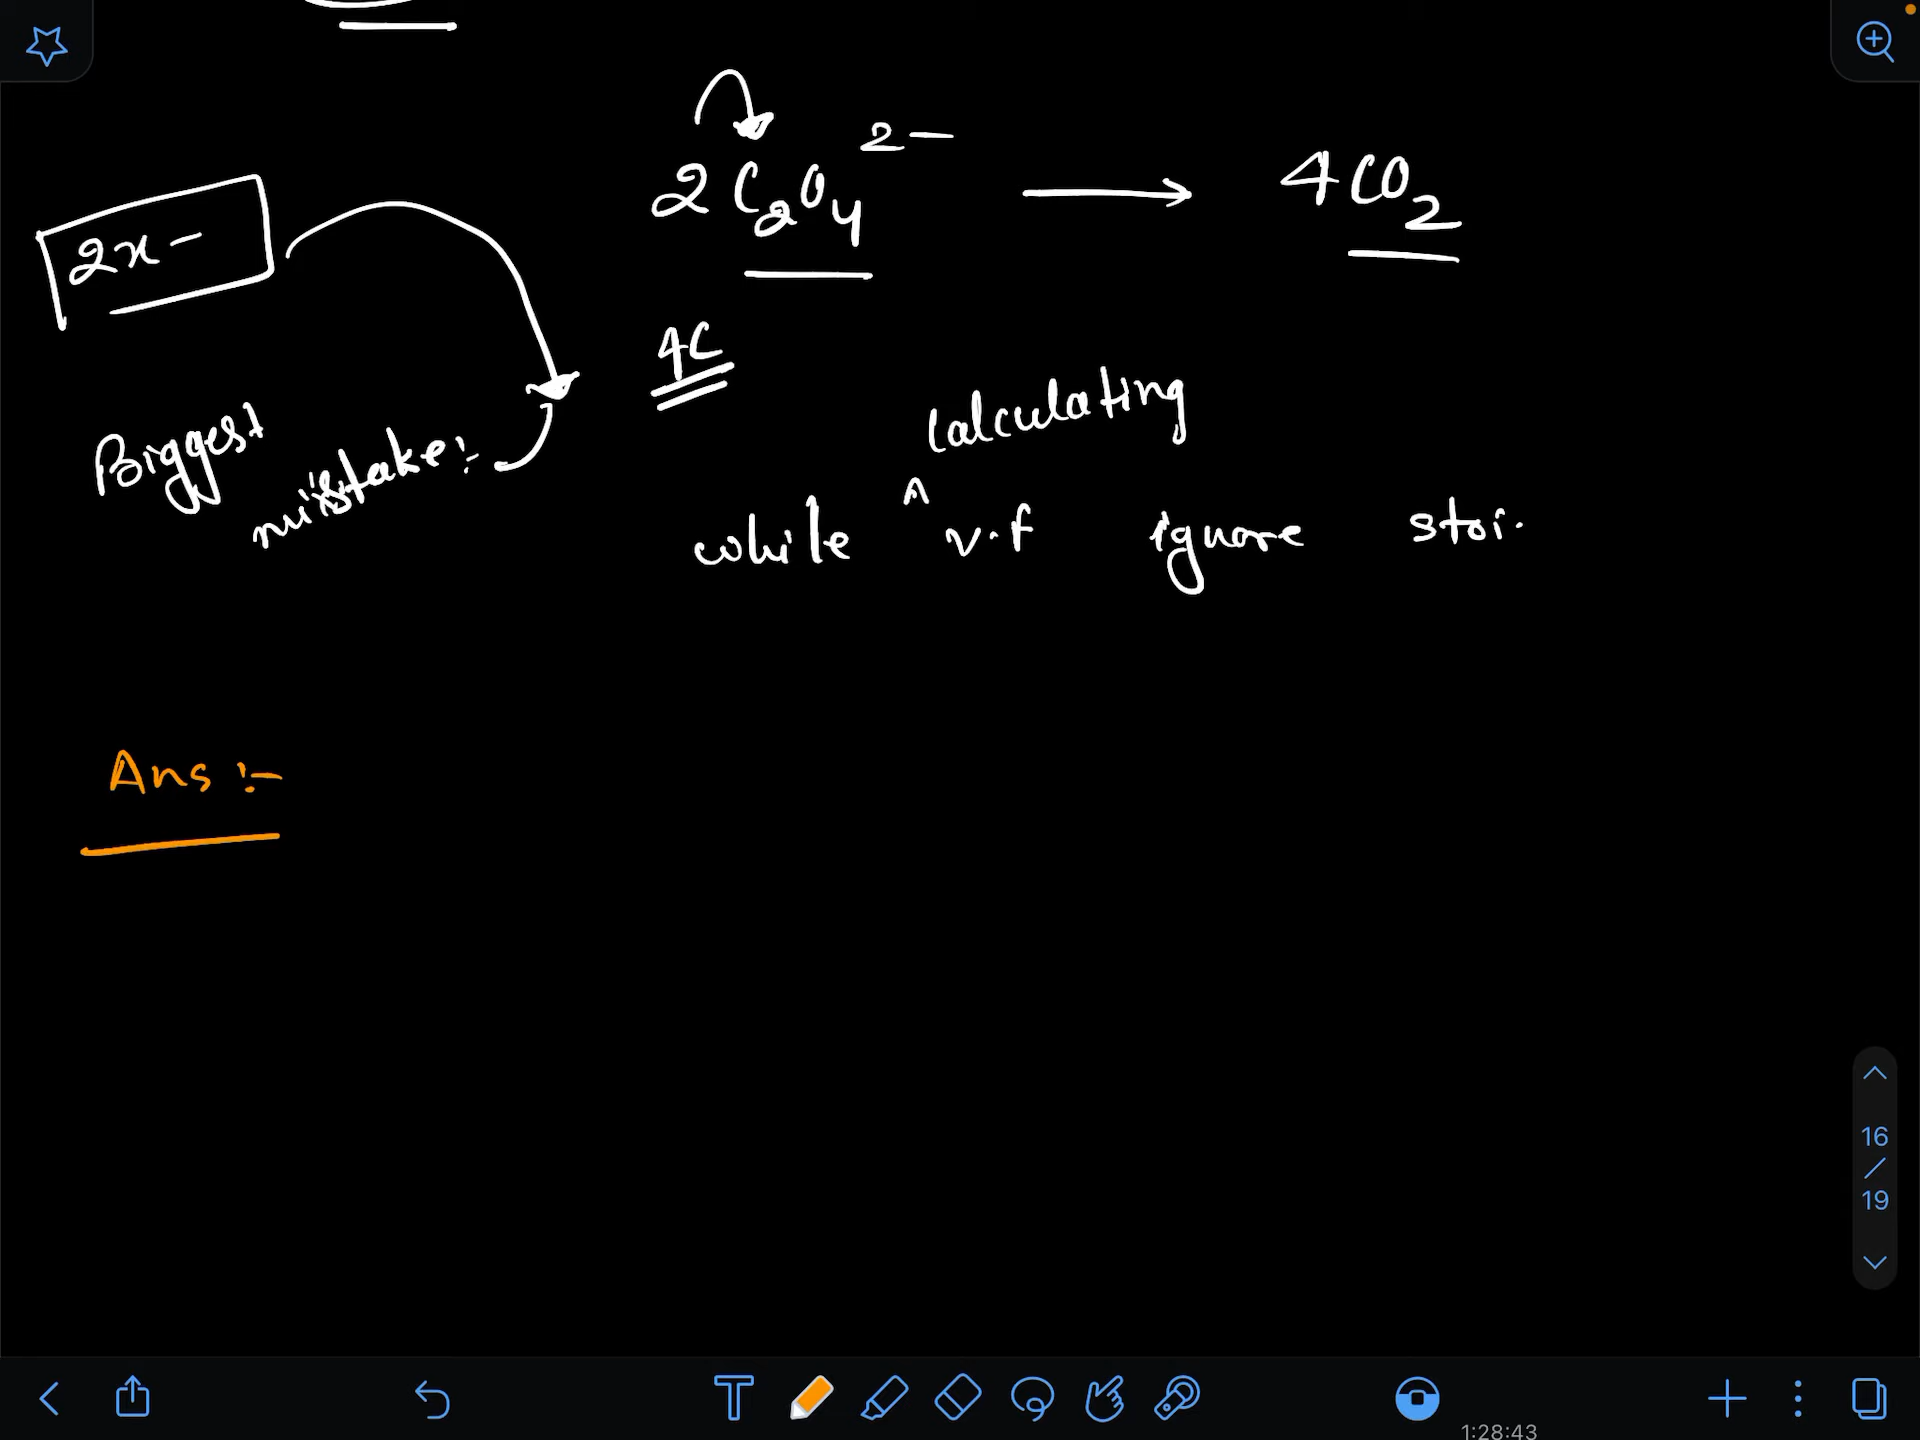 2C₂O₄²⁻ → 4CO₂
2x -
4C
Biggest mistake:-
while ^ calculating v.f ignore stoi.
Ans :-
16
/
19
T
1:28:43